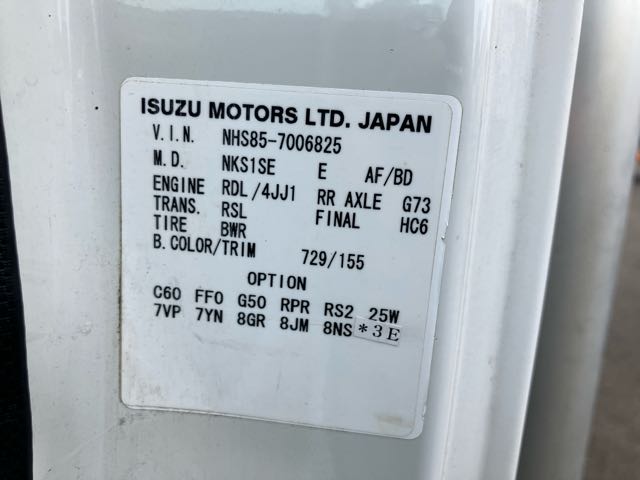 ISUZU MOTORS LTD. JAPAN
V.I.N. NHS85-7006825
M.D. NKS1SE E AF/BD
ENGINE RDL/4JJ1 RR AXLE G73
TRANS. RSL FINAL HC6
TIRE BWR
B.COLOR/TRIM 729/155
OPTION
C60 FF0 G50 RPR RS2 25W
7VP 7YN 8GR 8JM 8NS *3E